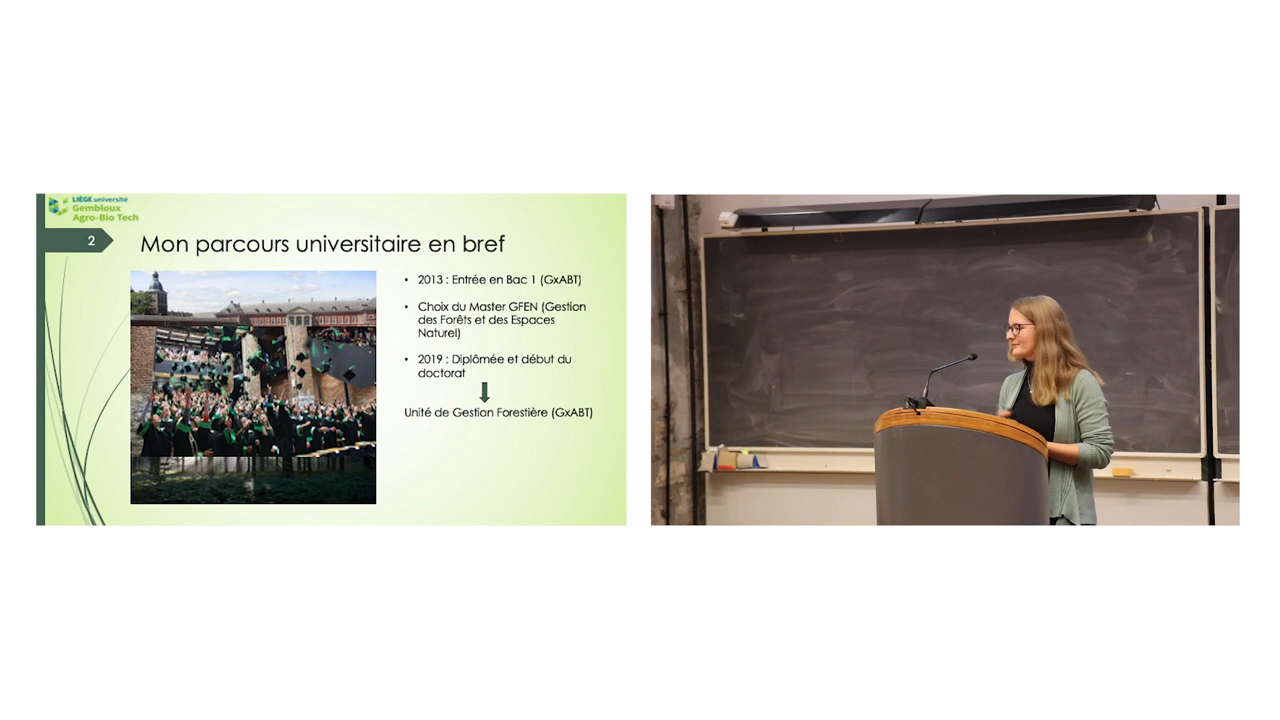 LIÈGE université
Gembloux
Agro-Bio Tech
2
Mon parcours universitaire en bref
• 2013 : Entrée en Bac 1 (GxABT)
• Choix du Master GFEN (Gestion
des Forêts et des Espaces
Naturel)
• 2019 : Diplômée et début du
doctorat
Unité de Gestion Forestière (GxABT)